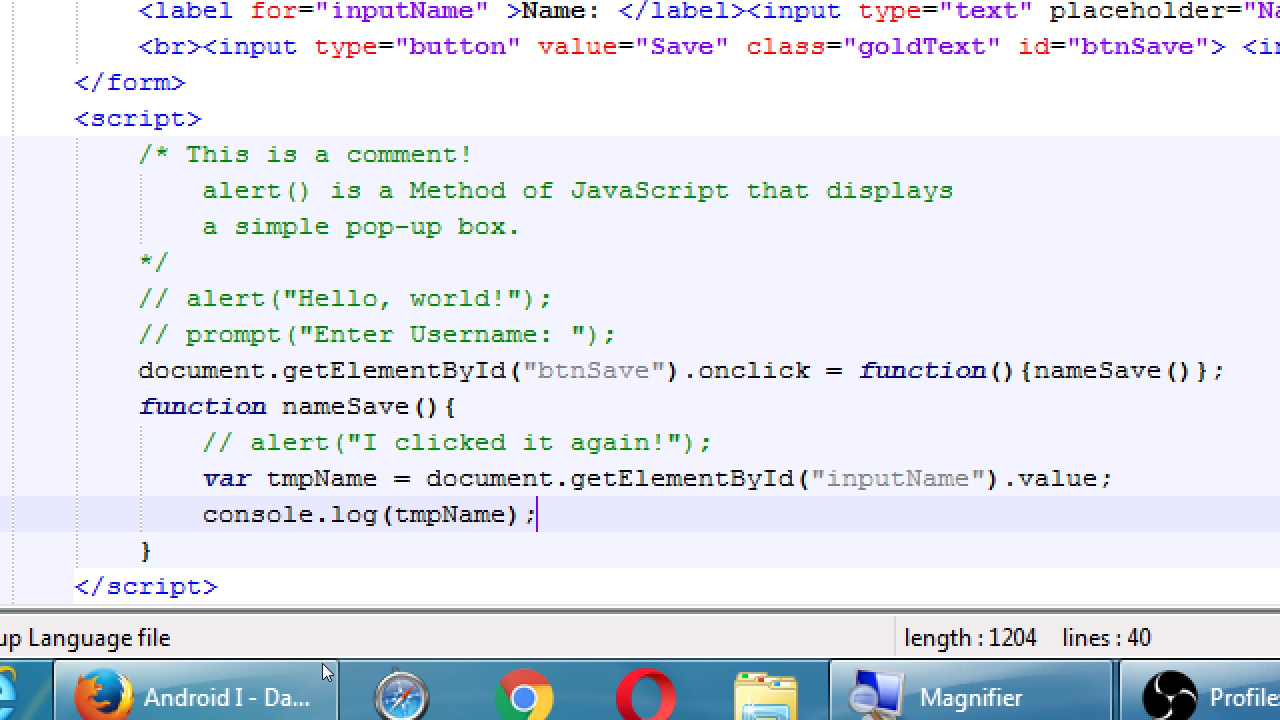 <label for="inputName" >Name: </label><input type="text" placeholder="Na
<br><input type="button" value="Save" class="goldText" id="btnSave"> <in
</form>
<script>
/* This is a comment!
alert() is a Method of JavaScript that displays
a simple pop-up box.
*/
// alert("Hello, world!");
// prompt("Enter Username: ");
document.getElementById("btnSave").onclick = function(){nameSave()};
function nameSave(){
// alert("I clicked it again!");
var tmpName = document.getElementById("inputName").value;
console.log(tmpName);
}
</script>
up Language file length : 1204 lines : 40
Android I - Da... Magnifier Profile